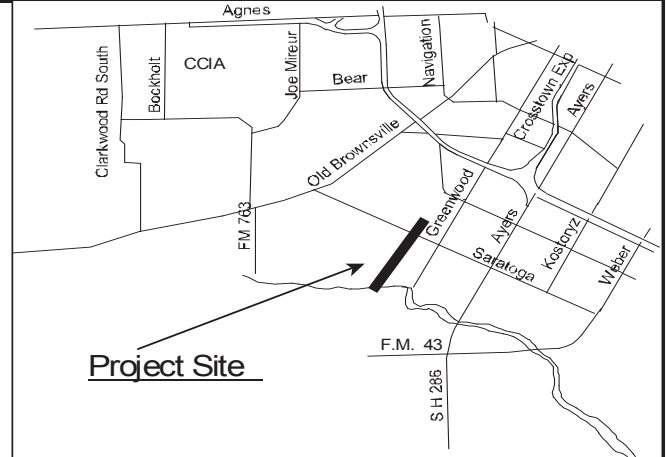 Agnes
Clarkwood Rd South
Bockholt
CCIA
Joe Mireur
Bear
Navigation
Crosstown Exp
Ayers
Old Brownsville
FM 763
Greenwood
Ayers
Saratoga
Kostoryz
Weber
F.M. 43
S H 286
Project Site